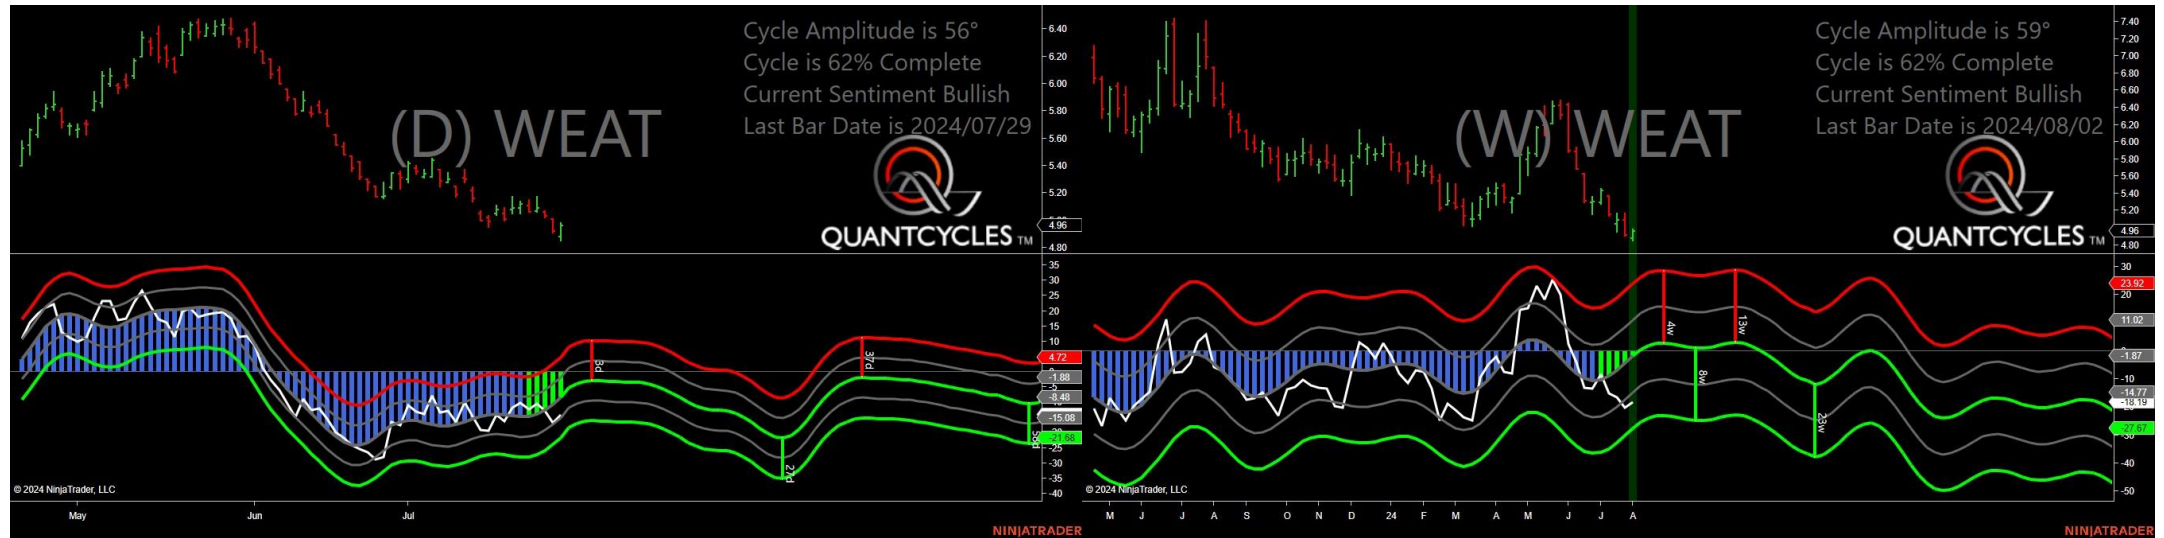 Cycle Amplitude is 56°
Cycle is 62% Complete
Current Sentiment Bullish
Last Bar Date is 2024/07/29
(D) WEAT
QUANTCYCLES TM
6.40
6.20
6.00
5.80
5.60
5.40
5.20
4.96
4.80
35
30
25
20
15
10
4.72
-1.88
-8.48
-15.08
-21.68
-30
-35
-40
3d
27d
37d
© 2024 NinjaTrader, LLC
May
Jun
Jul
NINJATRADER
Cycle Amplitude is 59°
Cycle is 62% Complete
Current Sentiment Bullish
Last Bar Date is 2024/08/02
(W) WEAT
QUANTCYCLES TM
7.40
7.20
7.00
6.80
6.60
6.40
6.20
6.00
5.80
5.60
5.40
5.20
4.96
4.80
30
23.92
20
11.02
-1.87
-10
-14.77
-18.19
-27.67
-30
-40
-50
4w
13w
8w
23w
© 2024 NinjaTrader, LLC
M J J A S O N D 24 F M A M J J A
NINJATRADER